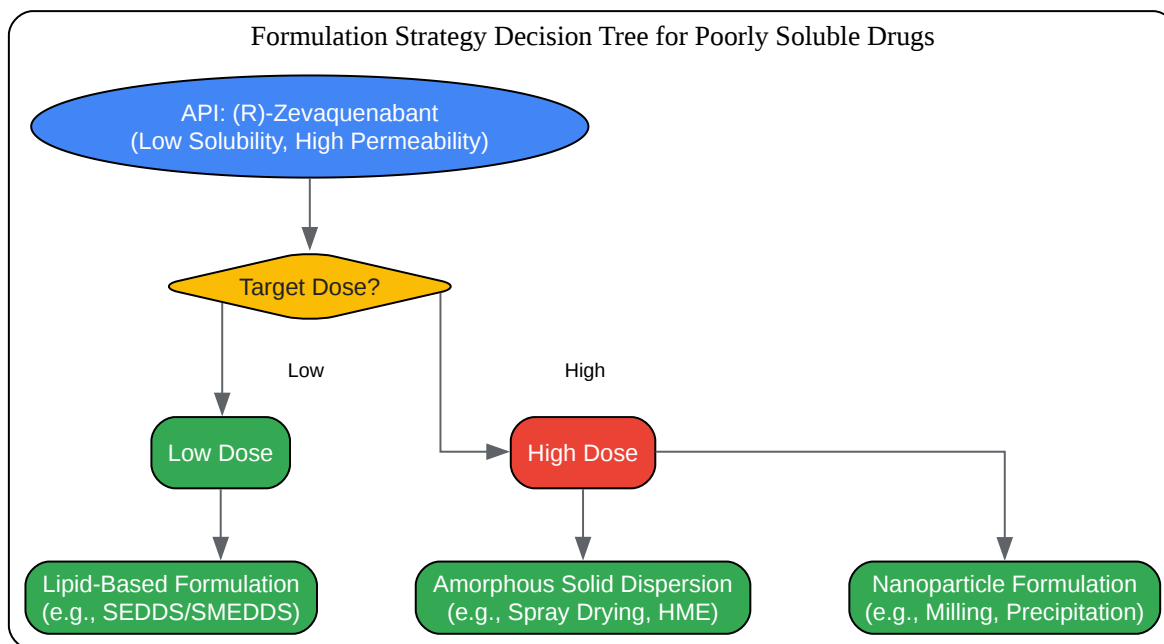 Formulation Strategy Decision Tree for Poorly Soluble Drugs
API: (R)-Zevaquenabant
(Low Solubility, High Permeability)
Target Dose?
Low
High
Low Dose
High Dose
Lipid-Based Formulation
(e.g., SEDDS/SMEDDS)
Amorphous Solid Dispersion
(e.g., Spray Drying, HME)
Nanoparticle Formulation
(e.g., Milling, Precipitation)